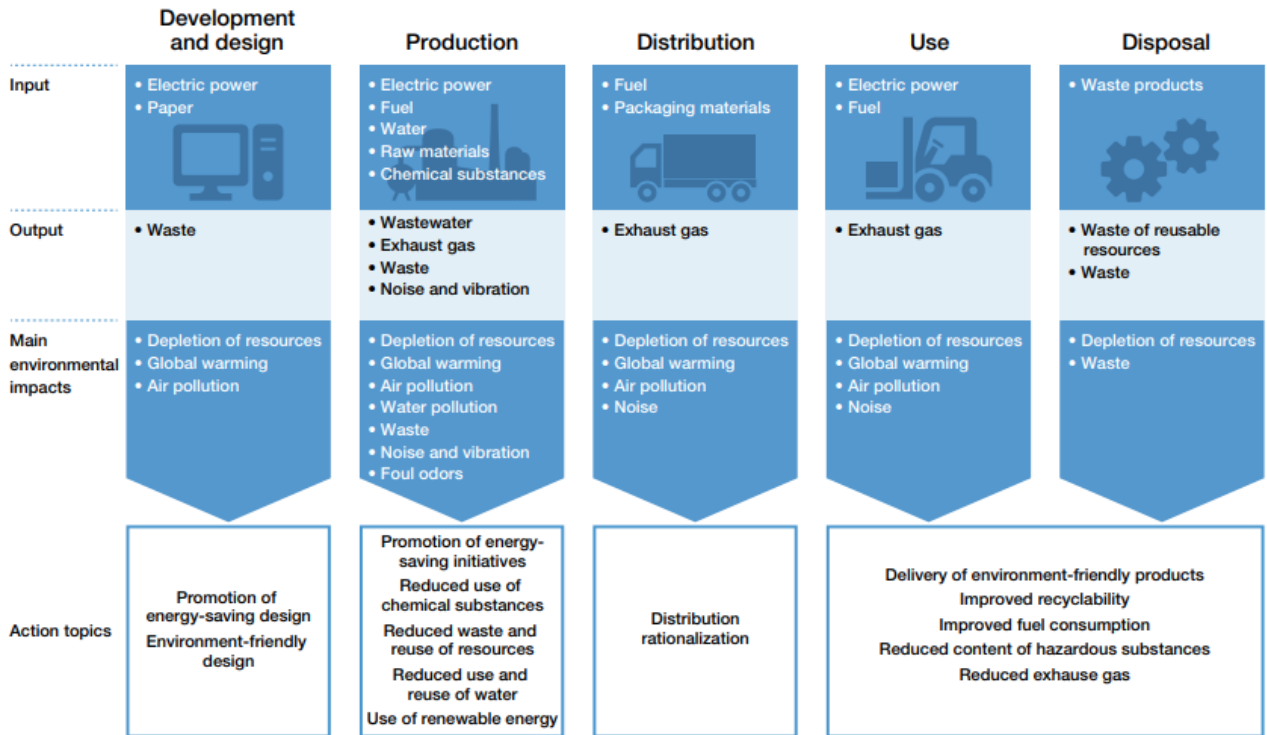 Development
and design
Production
Distribution
Use
Disposal
Input
• Electric power
• Paper
• Electric power
• Fuel
• Water
• Raw materials
• Chemical substances
• Fuel
• Packaging materials
• Electric power
• Fuel
• Waste products
Output
• Waste
• Wastewater
• Exhaust gas
• Waste
• Noise and vibration
• Exhaust gas
• Exhaust gas
• Waste of reusable
resources
• Waste
Main
environmental
impacts
• Depletion of resources
• Global warming
• Air pollution
• Depletion of resources
• Global warming
• Air pollution
• Water pollution
• Waste
• Noise and vibration
• Foul odors
• Depletion of resources
• Global warming
• Air pollution
• Noise
• Depletion of resources
• Global warming
• Air pollution
• Noise
• Depletion of resources
• Waste
Action topics
Promotion of
energy-saving design
Environment-friendly
design
Promotion of energy-
saving initiatives
Reduced use of
chemical substances
Reduced waste and
reuse of resources
Reduced use and
reuse of water
Use of renewable energy
Distribution
rationalization
Delivery of environment-friendly products
Improved recyclability
Improved fuel consumption
Reduced content of hazardous substances
Reduced exhause gas